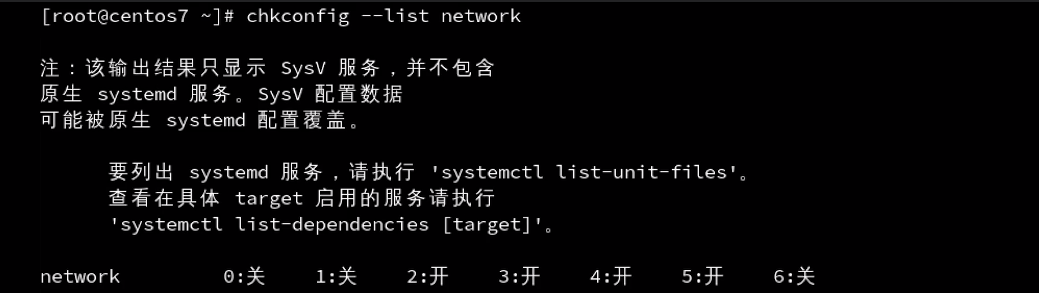 [root@centos7 ~]# chkconfig --list network
注：该输出结果只显示 SysV 服务，并不包含
原生 systemd 服务。SysV 配置数据
可能被原生 systemd 配置覆盖。
要列出 systemd 服务，请执行 'systemctl list-unit-files'。
查看在具体 target 启用的服务请执行
'systemctl list-dependencies [target]'。
network 0:关 1:关 2:开 3:开 4:开 5:开 6:关